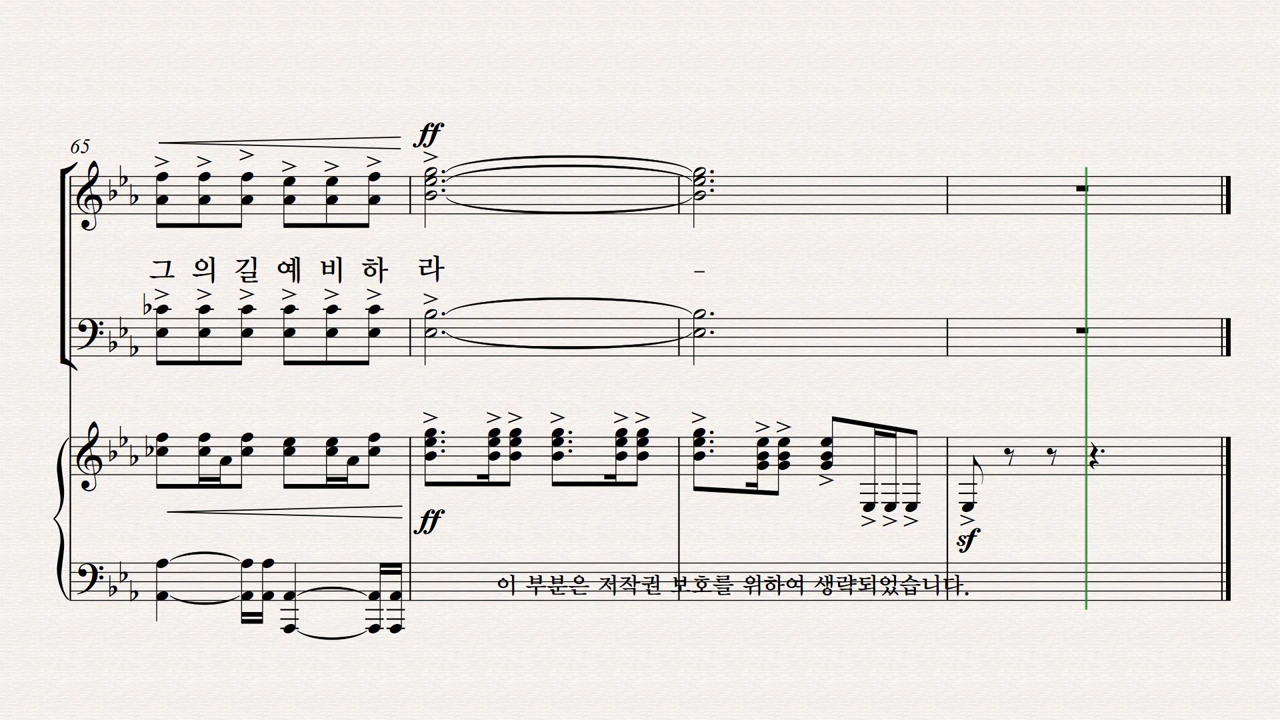 65
ff
그 의 길 예 비 하 라 -
ff
sf
이 부분은 저작권 보호를 위하여 생략되었습니다.